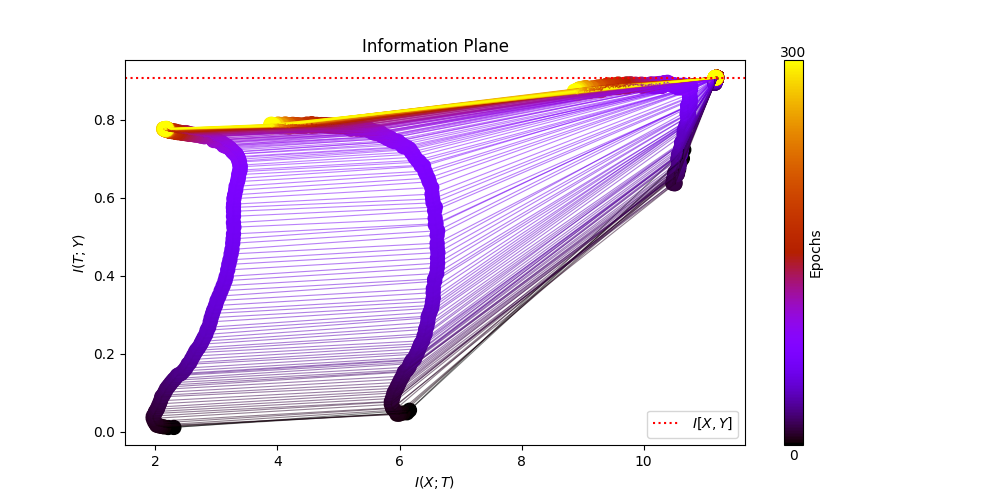 Information Plane
300
0.8
0.6
0.4
0.2
0.0
I(T; Y)
2
4
6
8
10
I(X; T)
I[X, Y]
Epochs
0